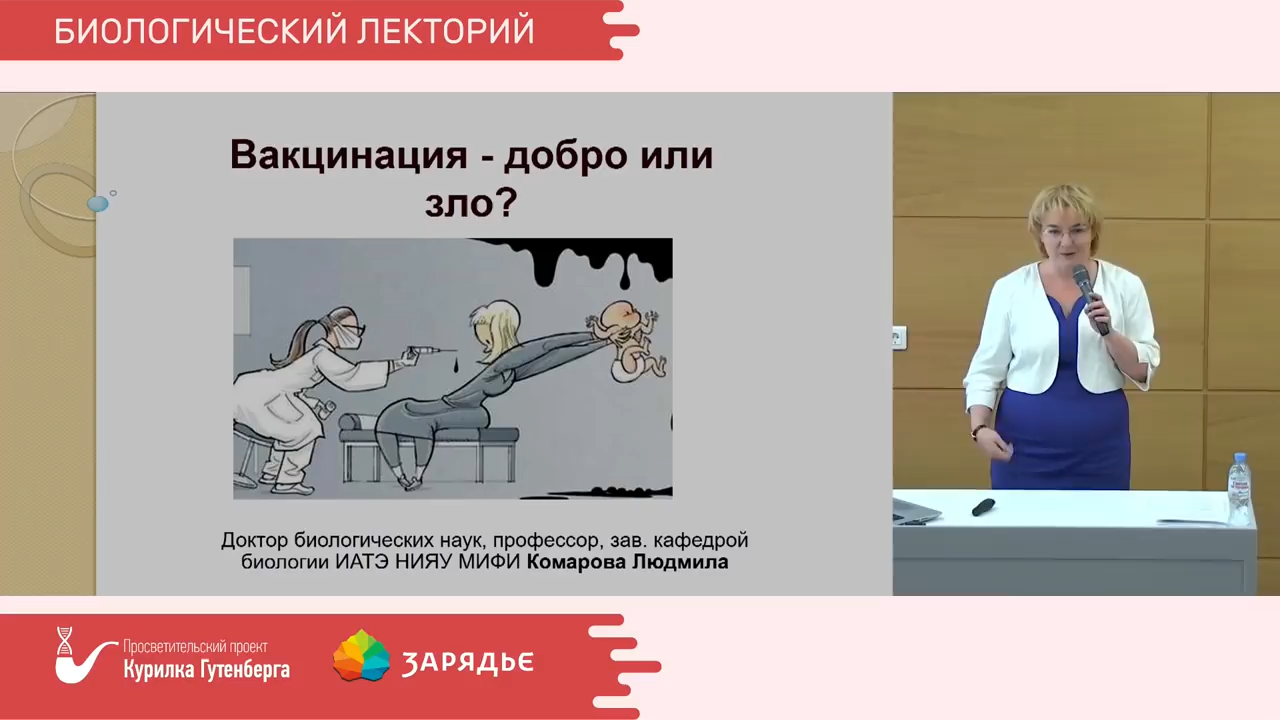 БИОЛОГИЧЕСКИЙ ЛЕКТОРИЙ
Вакцинация - добро или
зло?
Доктор биологических наук, профессор, зав. кафедрой
биологии ИАТЭ НИЯУ МИФИ Комарова Людмила
Просветительский проект
Курилка Гутенберга
ЗАРЯДЬЕ